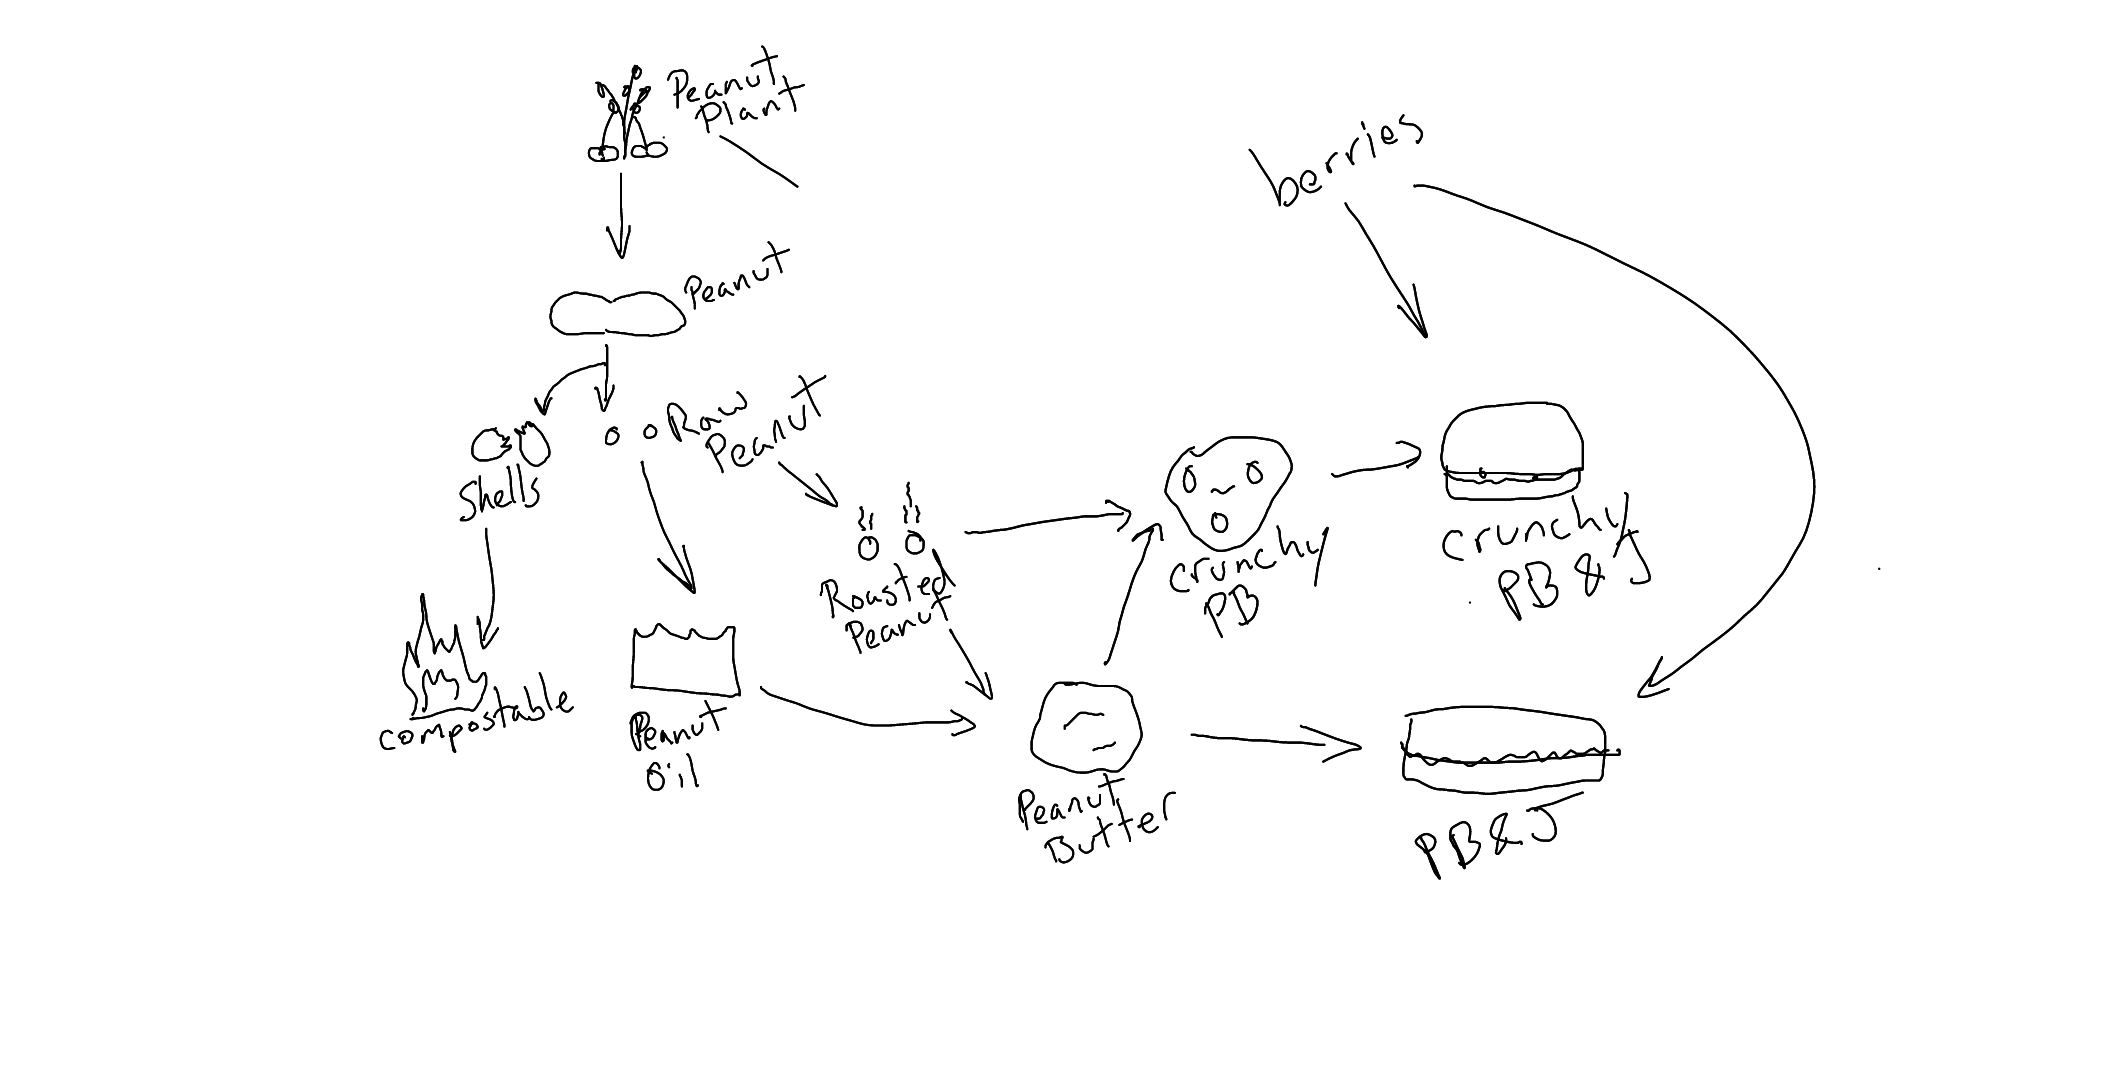 Peanut
Plant
berries
Peanut
Raw
Peanut
Shells
Roasted
Peanut
crunchy
PB
crunchy
PB & J
compostable
Peanut
Oil
Peanut
Butter
PB & J